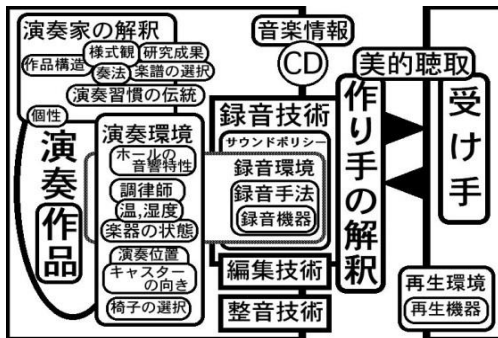 演奏家の解釈
様式観
研究成果
作品構造
奏法
楽譜の選択
演奏習慣の伝統
個性
演奏
作品
演奏環境
ホールの
音響特性
調律師
温,湿度
楽器の状態
演奏位置
キャスター
の向き
椅子の選択
音楽情報
CD
録音技術
サウンドポリシー
録音環境
録音手法
録音機器
編集技術
整音技術
作り手の解釈
美的聴取
受け手
再生環境
再生機器